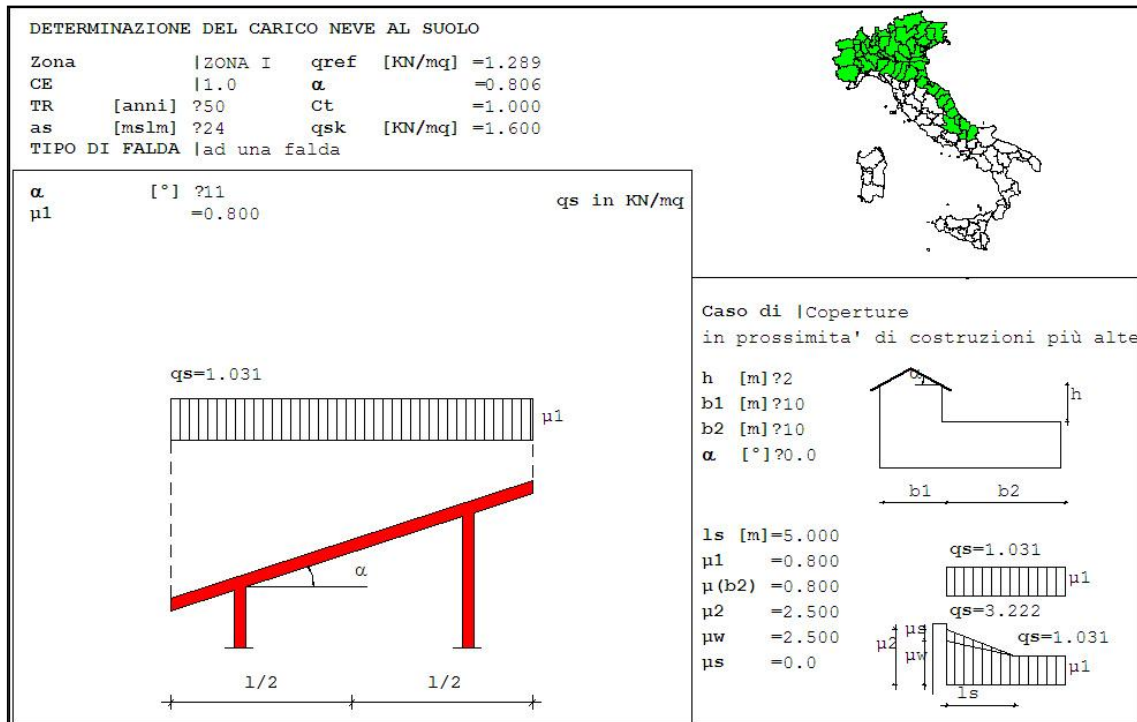 DETERMINAZIONE DEL CARICO NEVE AL SUOLO
Zona |ZONA I qref [KN/mq] =1.289
CE |1.0 α =0.806
TR [anni] ?50 Ct =1.000
as [mslm] ?24 qsk [KN/mq] =1.600
TIPO DI FALDA |ad una falda
α [°] ?11
μ1 =0.800
qs in KN/mq
qs=1.031
μ1
α
l/2 l/2
Caso di |Coperture
in prossimita' di costruzioni più alte
h [m]?2
b1 [m]?10
b2 [m]?10
α [°]?0.0
α
h
b1 b2
ls [m]=5.000
μ1 =0.800
μ(b2) =0.800
μ2 =2.500
μw =2.500
μs =0.0
qs=1.031
μ1
qs=3.222
μs
qs=1.031
μ2
μw
μ1
ls